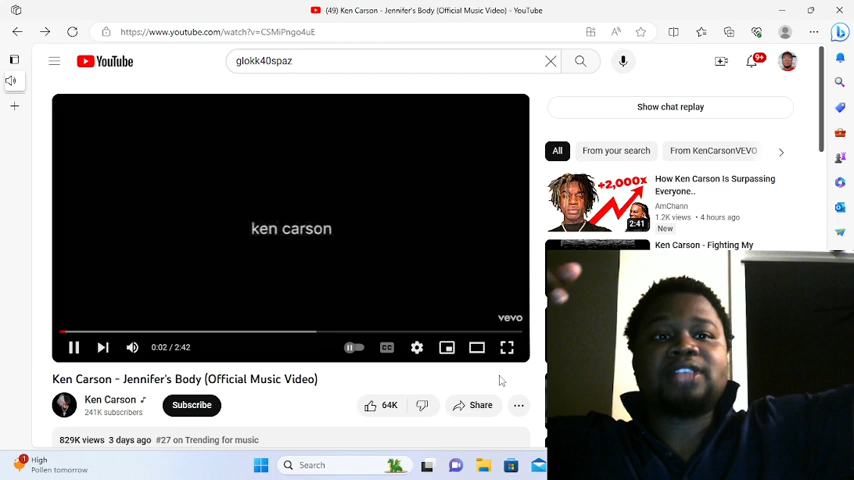 (49) Ken Carson - Jennifer's Body (Official Music Video) - YouTube
https://www.youtube.com/watch?v=CSMiPngo4uE
YouTube
glokk40spaz
9+
ken carson
vevo
0:02 / 2:42
CC
Ken Carson - Jennifer's Body (Official Music Video)
Ken Carson
241K subscribers
Subscribe
64K
Share
829K views 3 days ago #27 on Trending for music
Show chat replay
All
From your search
From KenCarsonVEVO
+2,000x
2:41
How Ken Carson Is Surpassing
Everyone..
AmChann
1.2K views • 4 hours ago
New
Ken Carson - Fighting My
1
High
Pollen tomorrow
Search